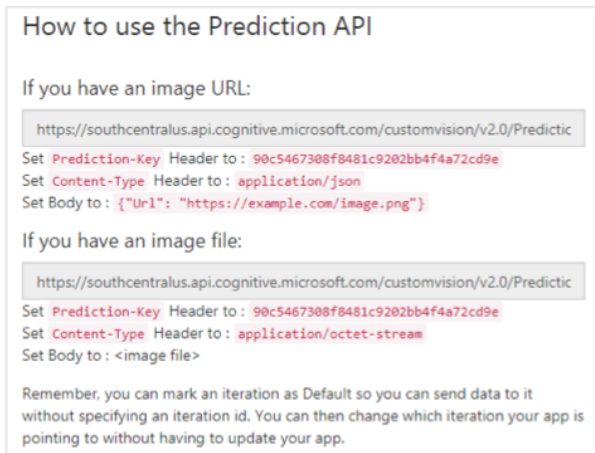 How to use the Prediction API
If you have an image URL:
https://southcentralus.api.cognitive.microsoft.com/customvision/v2.0/Predictic
Set Prediction-Key Header to : 90c5467308f8481c9202bb4f4a72cd9e
Set Content-Type Header to : application/json
Set Body to : {"Url": "https://example.com/image.png"}
If you have an image file:
https://southcentralus.api.cognitive.microsoft.com/customvision/v2.0/Predictic
Set Prediction-Key Header to : 90c5467308f8481c9202bb4f4a72cd9e
Set Content-Type Header to : application/octet-stream
Set Body to : <image file>
Remember, you can mark an iteration as Default so you can send data to it
without specifying an iteration id. You can then change which iteration your app is
pointing to without having to update your app.